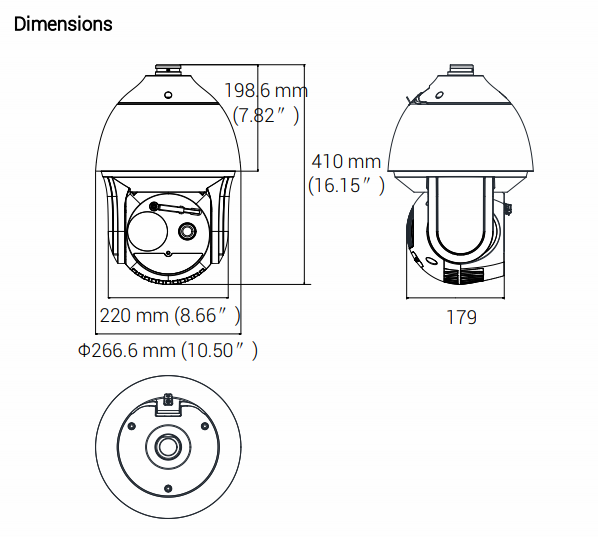 Dimensions
198.6 mm
(7.82″ )
410 mm
(16.15″ )
220 mm (8.66″ )
179
Φ266.6 mm (10.50″ )